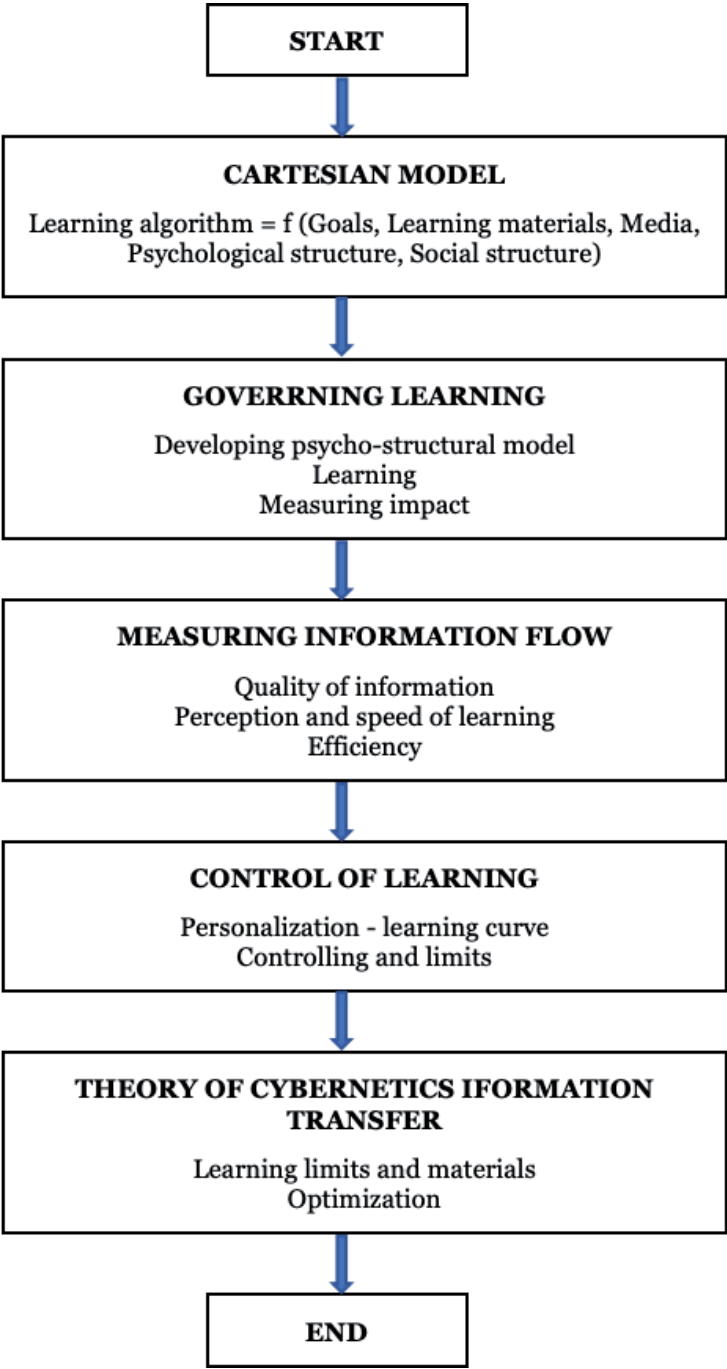 START
CARTESIAN MODEL
Learning algorithm = f (Goals, Learning materials, Media,
Psychological structure, Social structure)
GOVERRNING LEARNING
Developing psycho-structural model
Learning
Measuring impact
MEASURING INFORMATION FLOW
Quality of information
Perception and speed of learning
Efficiency
CONTROL OF LEARNING
Personalization - learning curve
Controlling and limits
THEORY OF CYBERNETICS IFORMATION
TRANSFER
Learning limits and materials
Optimization
END